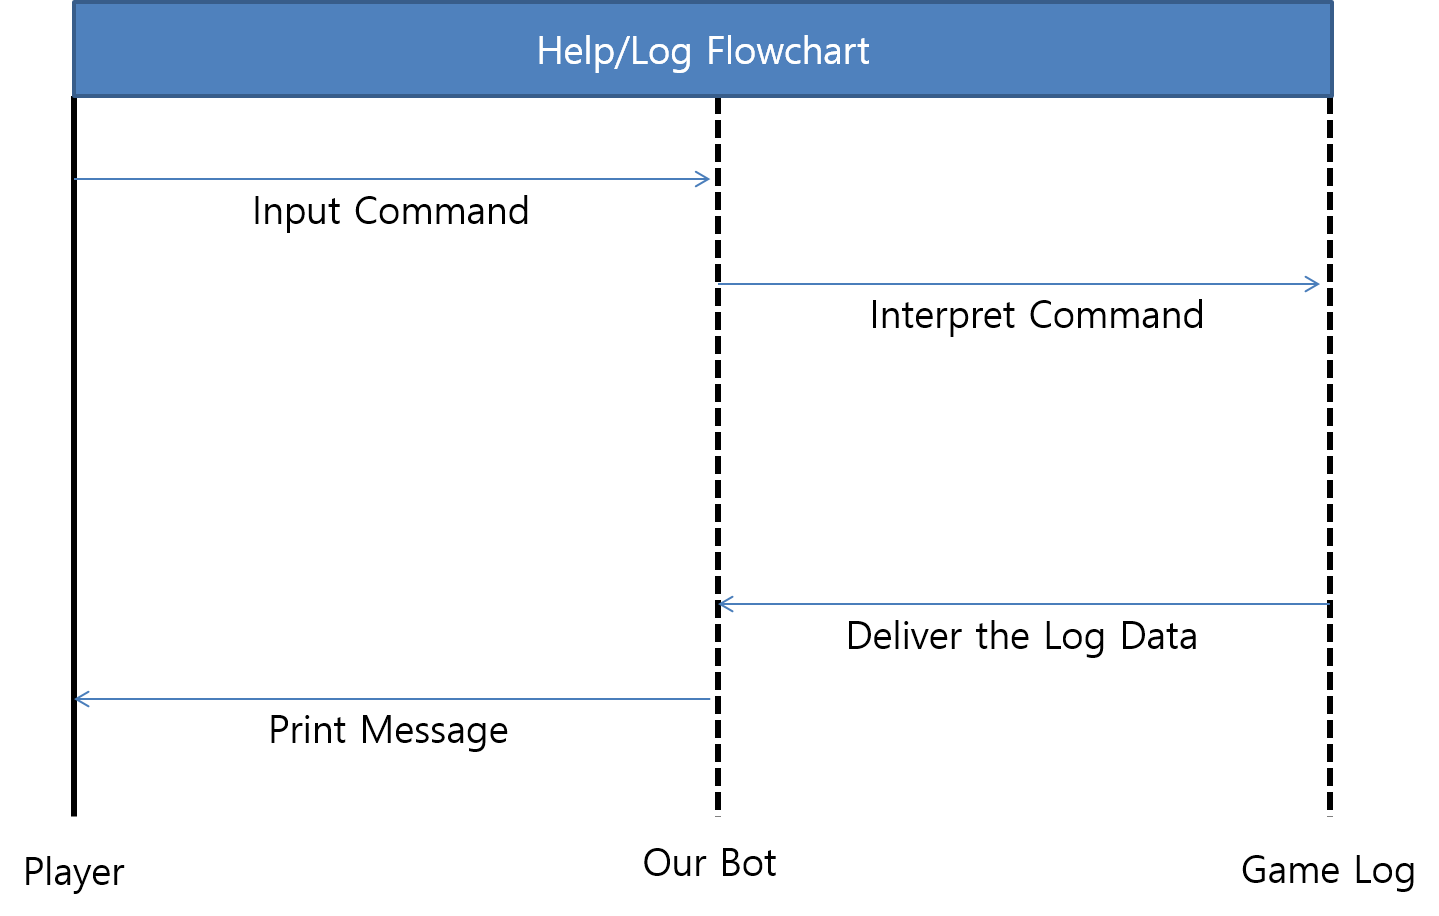 Help/Log Flowchart
Input Command
Interpret Command
Deliver the Log Data
Print Message
Player
Our Bot
Game Log